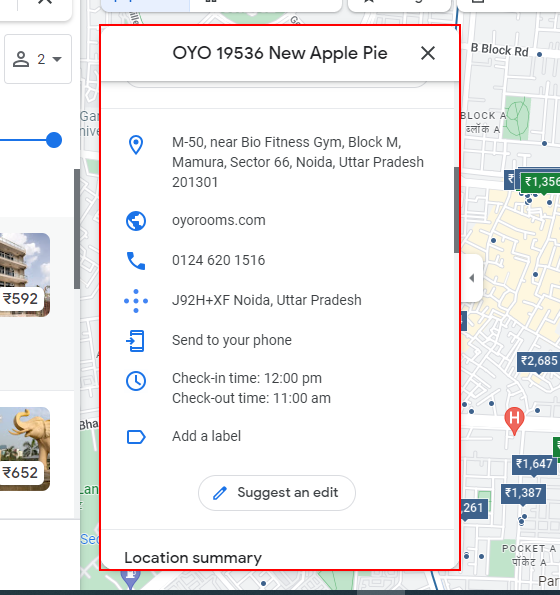 2
OYO 19536 New Apple Pie
M-50, near Bio Fitness Gym, Block M,
Mamura, Sector 66, Noida, Uttar Pradesh
201301
oyorooms.com
0124 620 1516
J92H+XF Noida, Uttar Pradesh
Send to your phone
Check-in time: 12:00 pm
Check-out time: 11:00 am
Add a label
Suggest an edit
Location summary
₹592
₹652
B Block Rd
BLOCK A
ब्लॉक A
₹1,356
₹2,685
H
₹1,647
₹1,387
,261
POCKET A
पॉकेट A